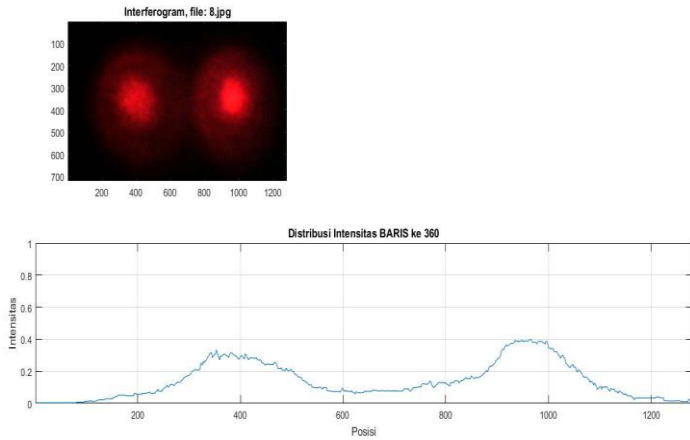 Interferogram, file: 8.jpg
100
200
300
400
500
600
700
200 400 600 800 1000 1200
Distribusi Intensitas BARIS ke 360
1
0.8
0.6
0.4
0.2
0
Intensitas
200 400 600 800 1000 1200
Posisi